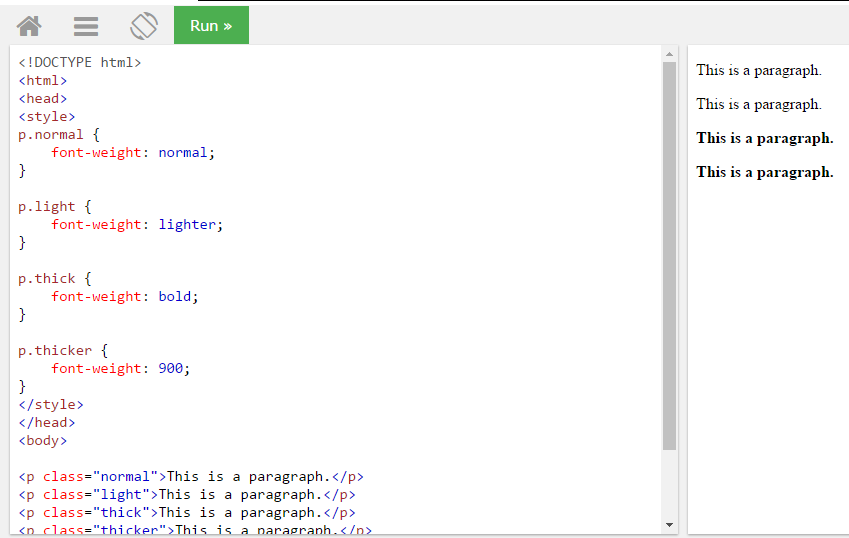 Run »
<!DOCTYPE html>
<html>
<head>
<style>
p.normal {
    font-weight: normal;
}

p.light {
    font-weight: lighter;
}

p.thick {
    font-weight: bold;
}

p.thicker {
    font-weight: 900;
}
</style>
</head>
<body>

<p class="normal">This is a paragraph.</p>
<p class="light">This is a paragraph.</p>
<p class="thick">This is a paragraph.</p>
<p class="thicker">This is a paragraph.</p>
This is a paragraph.
This is a paragraph.
This is a paragraph.
This is a paragraph.